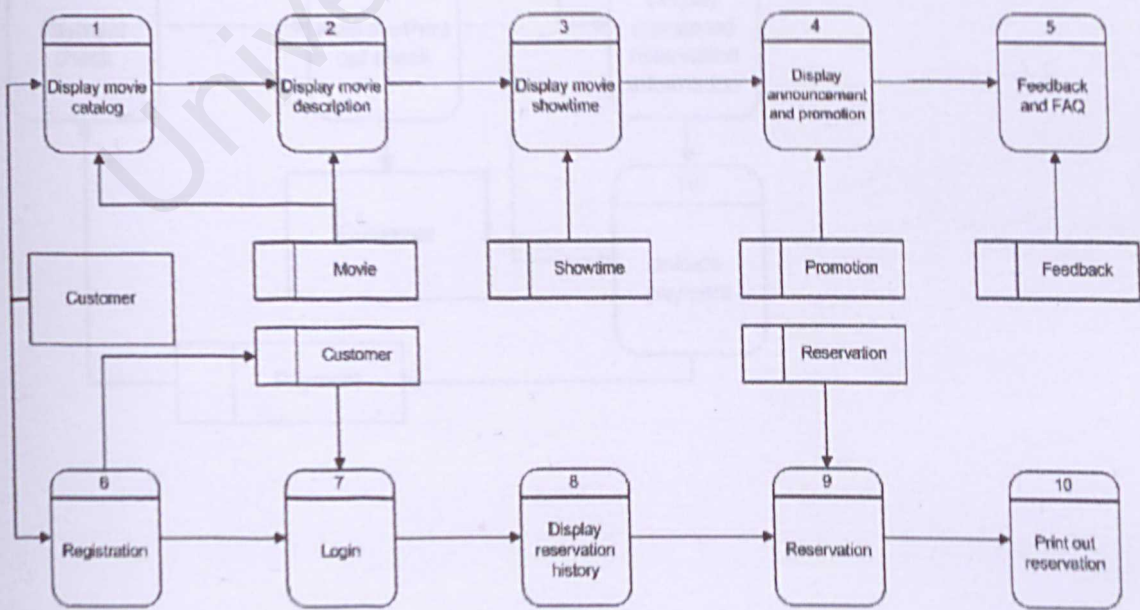 1
Display movie
catalog
2
Display movie
description
3
Display movie
showtime
4
Display
announcement
and promotion
5
Feedback
and FAQ
Movie
Showtime
Promotion
Feedback
Customer
Customer
Reservation
6
Registration
7
Login
8
Display
reservation
history
9
Reservation
10
Print out
reservation
Unive